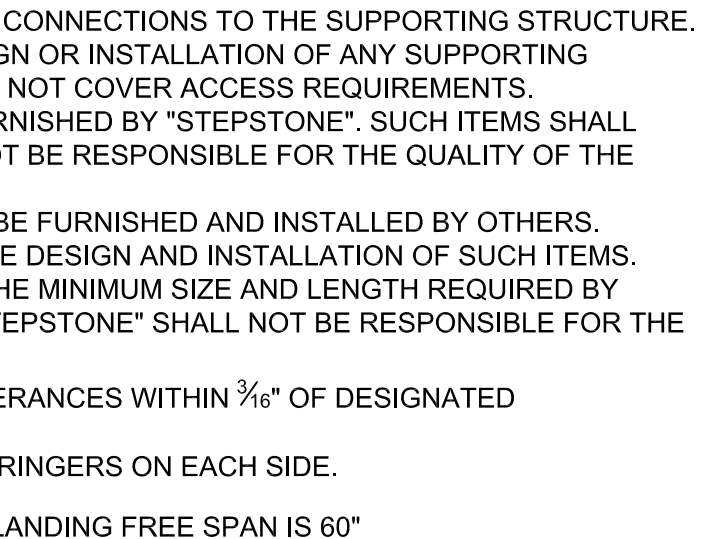 CONNECTIONS TO THE SUPPORTING STRUCTURE.
GN OR INSTALLATION OF ANY SUPPORTING
NOT COVER ACCESS REQUIREMENTS.
RNISHED BY "STEPSTONE". SUCH ITEMS SHALL
OT BE RESPONSIBLE FOR THE QUALITY OF THE
BE FURNISHED AND INSTALLED BY OTHERS.
E DESIGN AND INSTALLATION OF SUCH ITEMS.
HE MINIMUM SIZE AND LENGTH REQUIRED BY
TEPSTONE" SHALL NOT BE RESPONSIBLE FOR THE
ERANCES WITHIN 3⁄16" OF DESIGNATED
RINGERS ON EACH SIDE.
LANDING FREE SPAN IS 60"